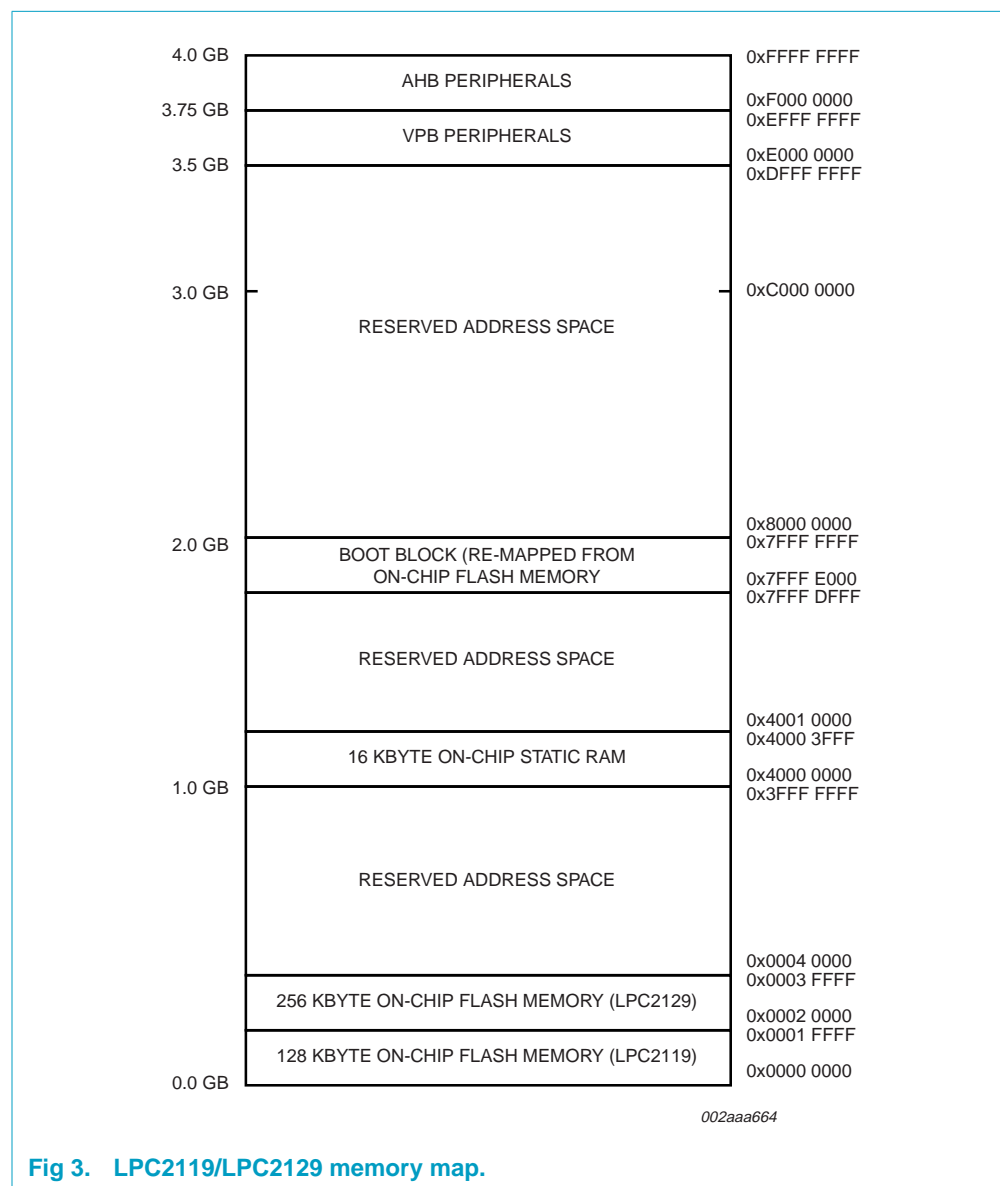 4.0 GB
0xFFFF FFFF
AHB PERIPHERALS
0xF000 0000
3.75 GB
0xEFFF FFFF
VPB PERIPHERALS
0xE000 0000
3.5 GB
0xDFFF FFFF
3.0 GB
0xC000 0000
RESERVED ADDRESS SPACE
0x8000 0000
2.0 GB
0x7FFF FFFF
BOOT BLOCK (RE-MAPPED FROM
ON-CHIP FLASH MEMORY
0x7FFF E000
0x7FFF DFFF
RESERVED ADDRESS SPACE
0x4001 0000
0x4000 3FFF
16 KBYTE ON-CHIP STATIC RAM
0x4000 0000
1.0 GB
0x3FFF FFFF
RESERVED ADDRESS SPACE
0x0004 0000
0x0003 FFFF
256 KBYTE ON-CHIP FLASH MEMORY (LPC2129)
0x0002 0000
0x0001 FFFF
128 KBYTE ON-CHIP FLASH MEMORY (LPC2119)
0x0000 0000
0.0 GB
002aaa664
Fig 3. LPC2119/LPC2129 memory map.